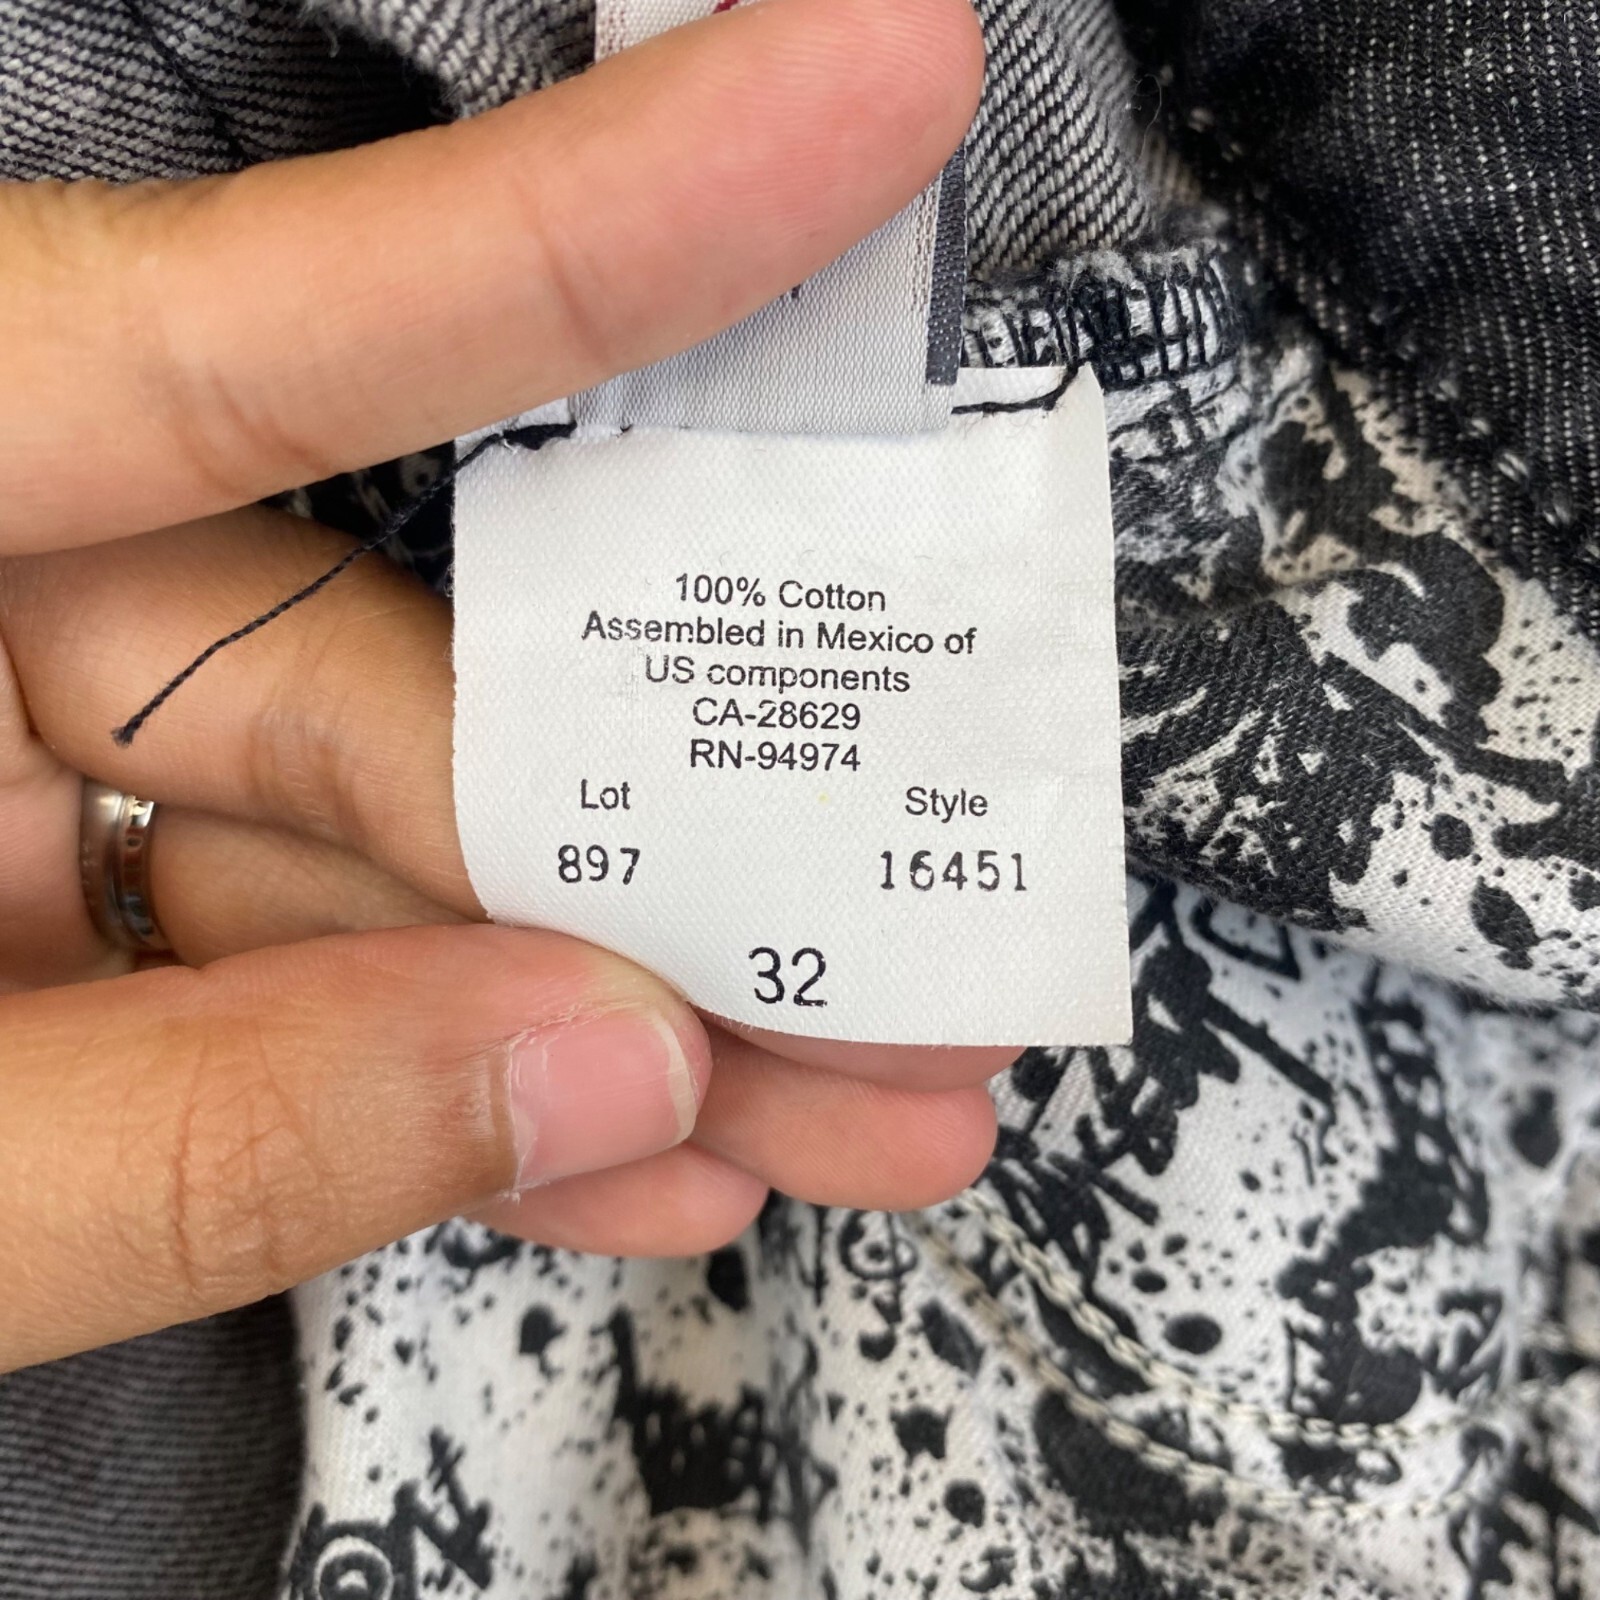 100% Cotton
Assembled in Mexico of
US components
CA-28629
RN-94974
Lot Style
897 16451
32